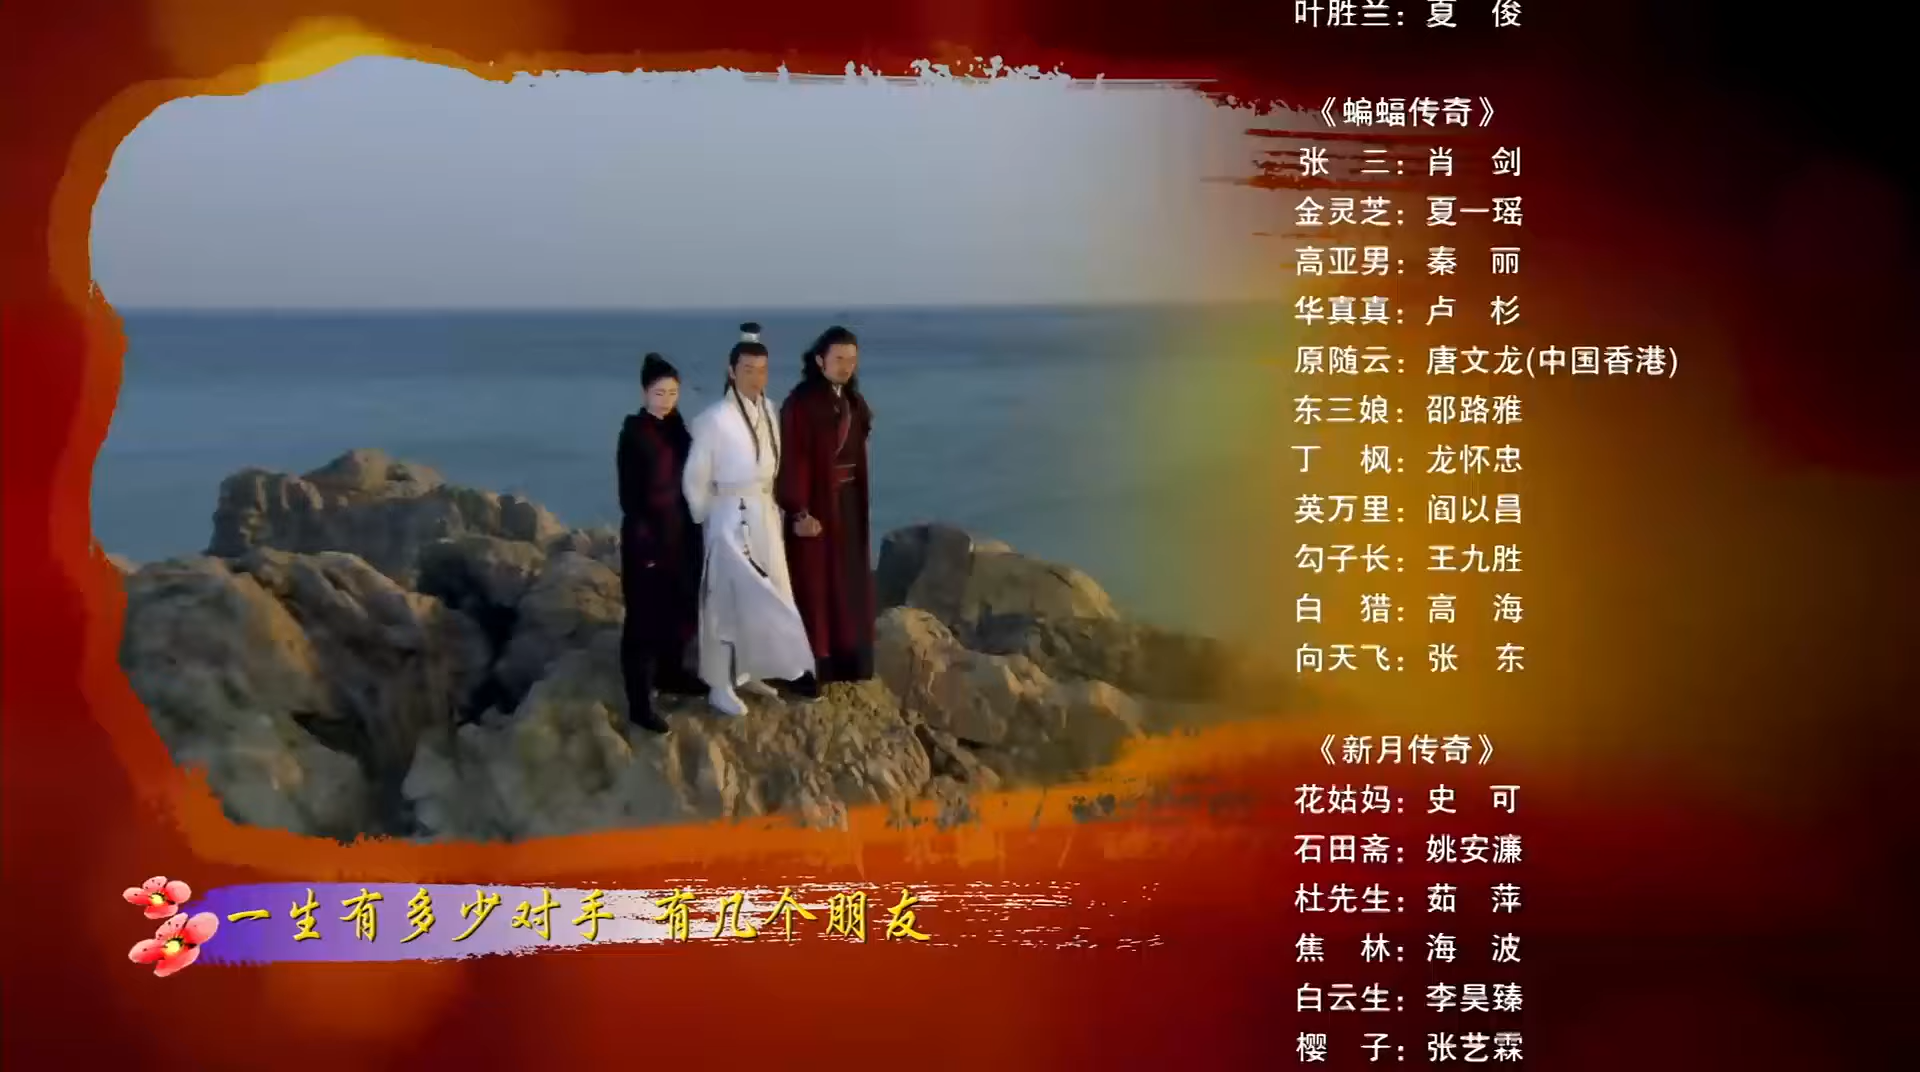 叶胜兰：夏　俊
《蝙蝠传奇》
张　三：肖　剑
金灵芝：夏一瑶
高亚男：秦　丽
华真真：卢　杉
原随云：唐文龙(中国香港)
东三娘：邵路雅
丁　枫：龙怀忠
英万里：阎以昌
勾子长：王九胜
白　猎：高　海
向天飞：张　东
《新月传奇》
花姑妈：史　可
石田斋：姚安濂
杜先生：茹　萍
焦　林：海　波
白云生：李昊臻
樱　子：张艺霖
一生有多少对手 有几个朋友